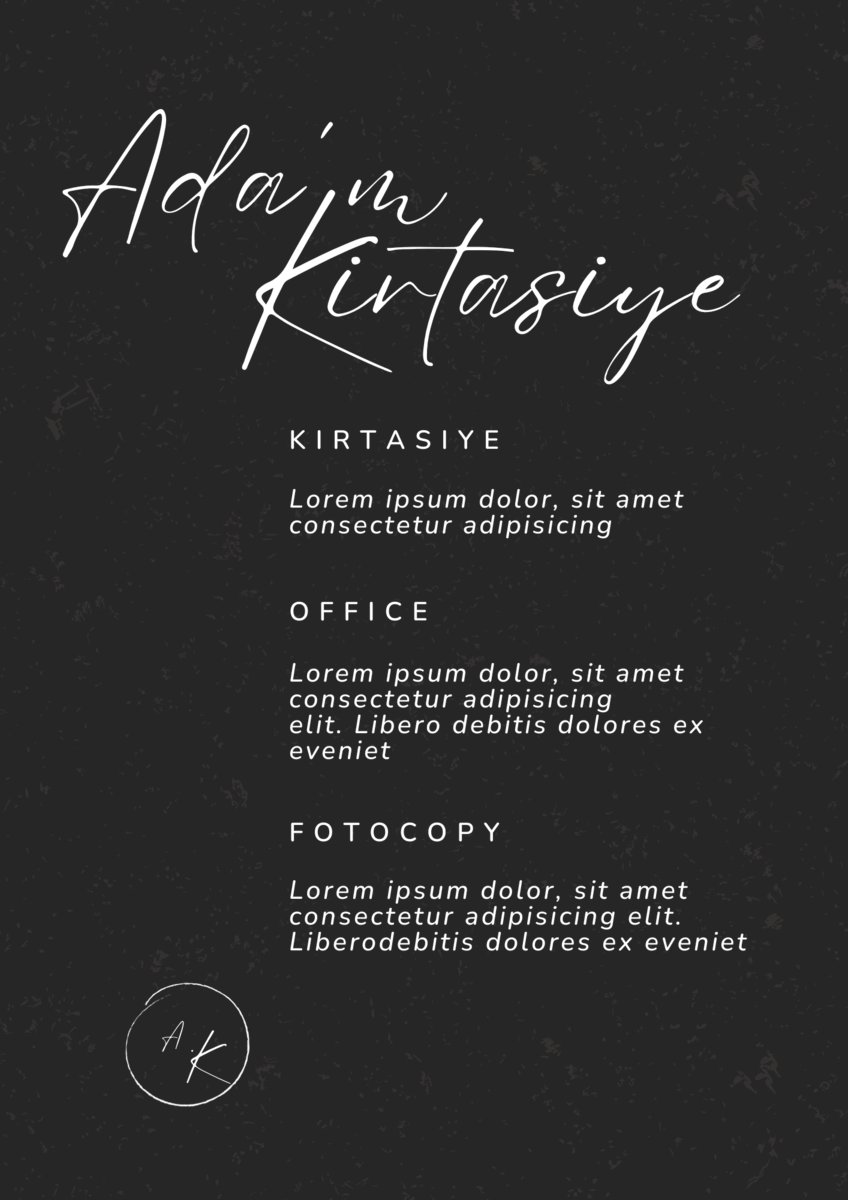 Ada'm
Kirtasiye
KIRTASIYE
Lorem ipsum dolor, sit amet
consectetur adipisicing
OFFICE
Lorem ipsum dolor, sit amet
consectetur adipisicing
elit. Libero debitis dolores ex
eveniet
FOTOCOPY
Lorem ipsum dolor, sit amet
consectetur adipisicing elit.
Liberodebitis dolores ex eveniet
A.K